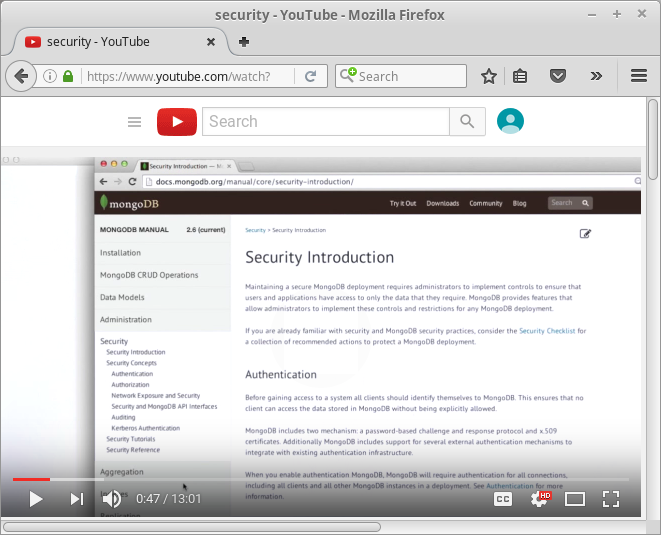 security - YouTube - Mozilla Firefox
security - YouTube
https://www.youtube.com/watch?
Search
Search
Security Introduction — M
docs.mongodb.org/manual/core/security-introduction/
mongoDB
Try it Out Downloads Community Blog Search
MONGODB MANUAL 2.6 (current)
Installation
MongoDB CRUD Operations
Data Models
Administration
Security
Security Introduction
Security Concepts
Authentication
Authorization
Network Exposure and Security
Security and MongoDB API Interfaces
Auditing
Kerberos Authentication
Security Tutorials
Security Reference
Aggregation
Security > Security Introduction
Security Introduction
Maintaining a secure MongoDB deployment requires administrators to implement controls to ensure that
users and applications have access to only the data that they require. MongoDB provides features that
allow administrators to implement these controls and restrictions for any MongoDB deployment.
If you are already familiar with security and MongoDB security practices, consider the Security Checklist for
a collection of recommended actions to protect a MongoDB deployment.
Authentication
Before gaining access to a system all clients should identify themselves to MongoDB. This ensures that no
client can access the data stored in MongoDB without being explicitly allowed.
MongoDB includes two mechanism: a password-based challenge and response protocol and x.509
certificates. Additionally MongoDB includes support for several external authentication mechanisms to
integrate with existing authentication infrastructure.
When you enable authentication MongoDB, MongoDB will require authentication for all connections,
including all clients and all other MongoDB instances in a deployment. See Authentication for more
information.
0:47 / 13:01
CC
HD